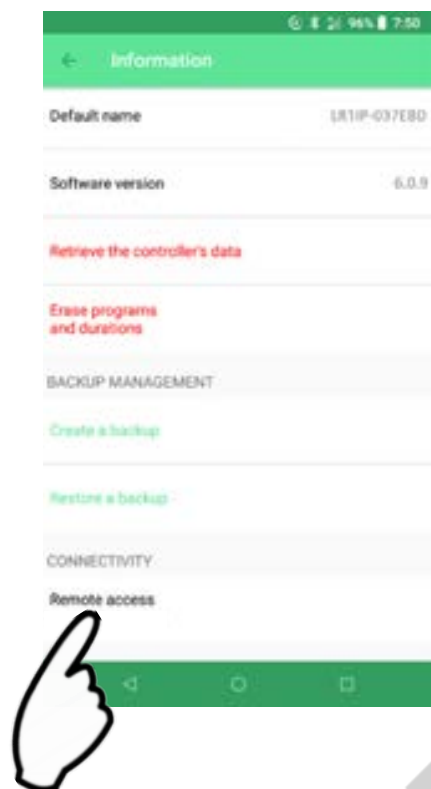 96% 7:50
Information
Default name LR1IP-037EBD
Software version 6.0.9
Retrieve the controller's data
Erase programs
and durations
BACKUP MANAGEMENT
Create a backup
Restore a backup
CONNECTIVITY
Remote access